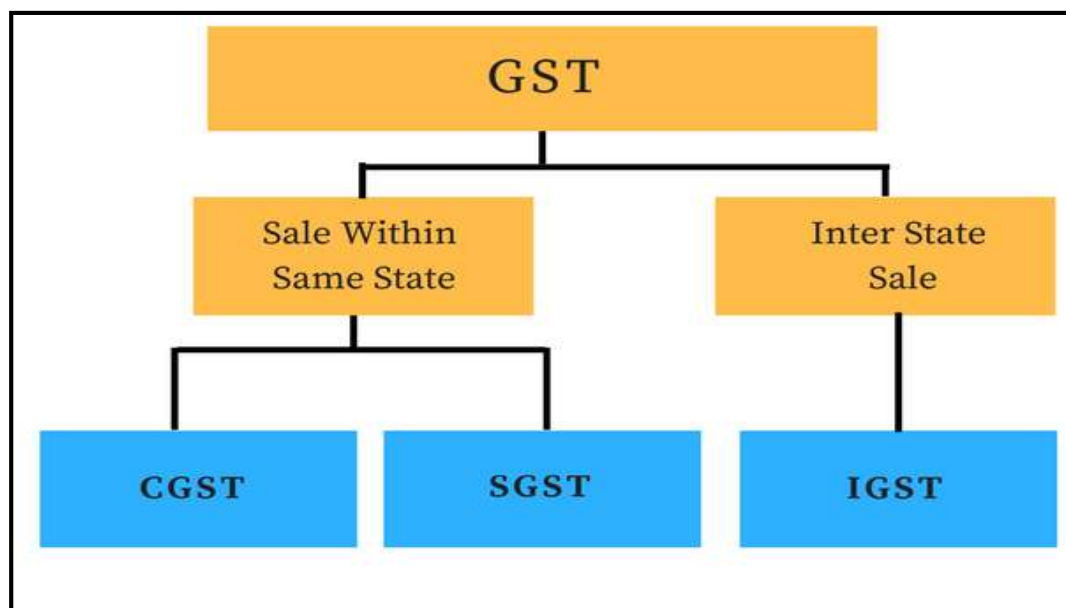 GST
Sale Within
Same State
Inter State
Sale
CGST
SGST
IGST